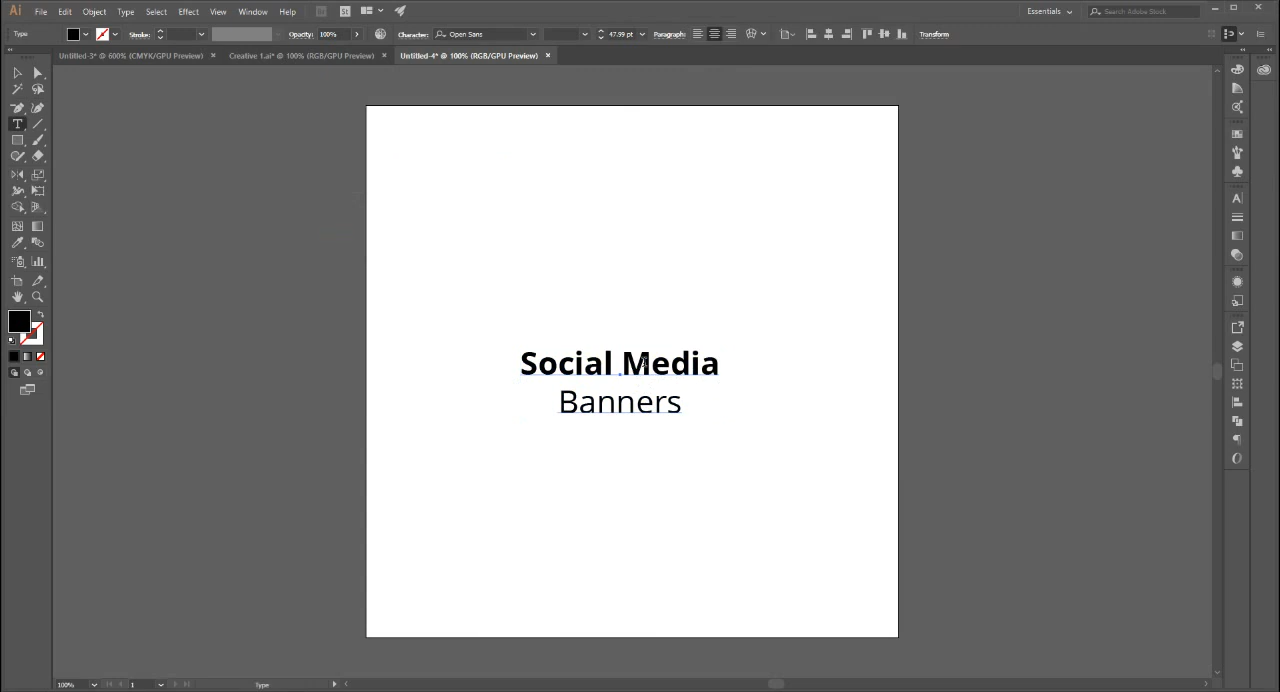 Ai File Edit Object Type Select Effect View Window Help Br St Essentials Search Adobe Stock
Type Stroke: Opacity: 100% Character: Open Sans 47.99 pt Paragraph: Transform
Untitled-3* @ 600% (CMYK/GPU Preview) × Creative 1.ai* @ 100% (RGB/GPU Preview) × Untitled-4* @ 100% (RGB/GPU Preview) ×
Social Media
Banners
100% 1 Type